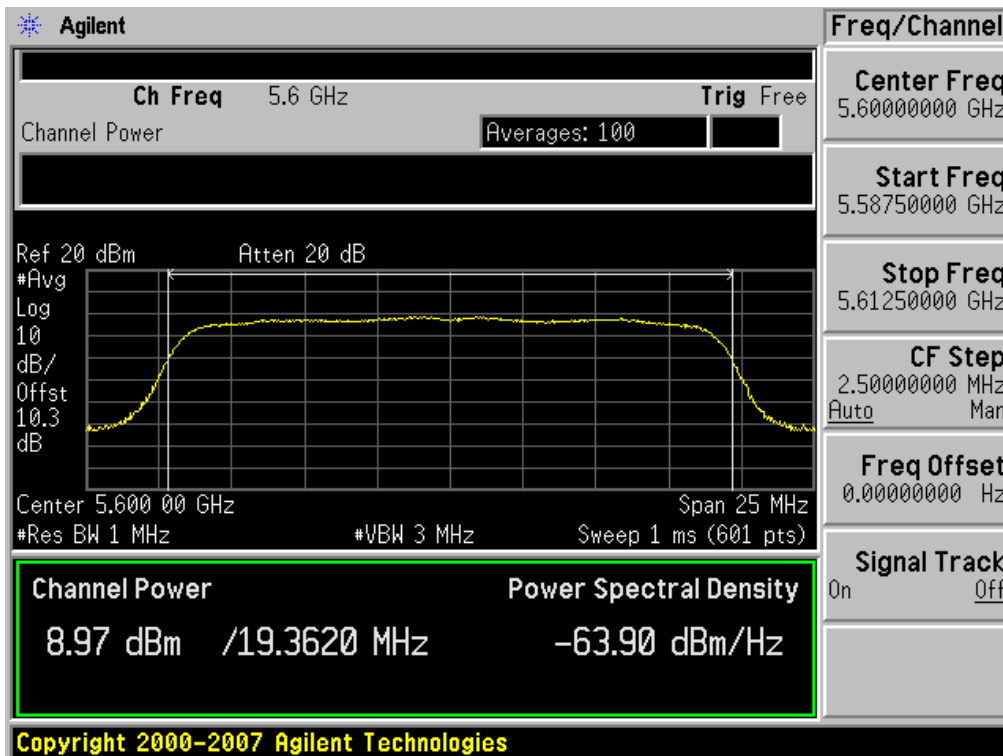 Agilent
Freq/Channel
Ch Freq 5.6 GHz Trig Free
Channel Power Averages: 100
Ref 20 dBm Atten 20 dB
#Avg
Log
10
dB/
Offst
10.3
dB
Center 5.600 00 GHz Span 25 MHz
#Res BW 1 MHz #VBW 3 MHz Sweep 1 ms (601 pts)
Channel Power Power Spectral Density
8.97 dBm /19.3620 MHz -63.90 dBm/Hz
Center Freq
5.60000000 GHz
Start Freq
5.58750000 GHz
Stop Freq
5.61250000 GHz
CF Step
2.50000000 MHz
Auto Man
Freq Offset
0.00000000 Hz
Signal Track
On Off
Copyright 2000-2007 Agilent Technologies